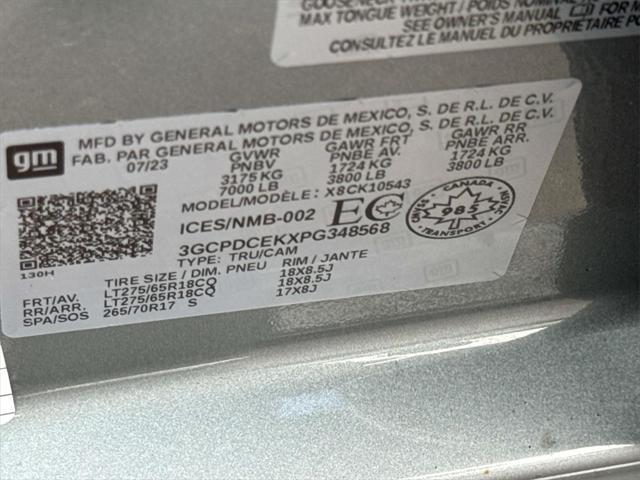 MAX TONGUE WEIGHT / POIDS
SEE OWNER'S MANUAL FOR
CONSULTEZ LE MANUEL DU PROPRIÉTAIRE
gm
MFD BY GENERAL MOTORS DE MEXICO, S. DE R.L. DE C.V.
FAB. PAR GENERAL MOTORS DE MEXICO, S. DE R.L. DE C.V.
07/23 GVWR GAWR FRT GAWR RR
PNBV PNBE AV. PNBE ARR.
3175 KG 1724 KG 1724 KG
7000 LB 3800 LB 3800 LB
MODEL/MODÈLE: X8CK10543
ICES/NMB-002 EC
CANADA
985
TRANSPORT
3GCPDCEKXPG348568
TYPE: TRU/CAM
130H
TIRE SIZE / DIM. PNEU RIM / JANTE
FRT/AV. LT275/65R18CQ 18X8.5J
RR/ARR. LT275/65R18CQ 18X8.5J
SPA/SOS 265/70R17 S 17X8J